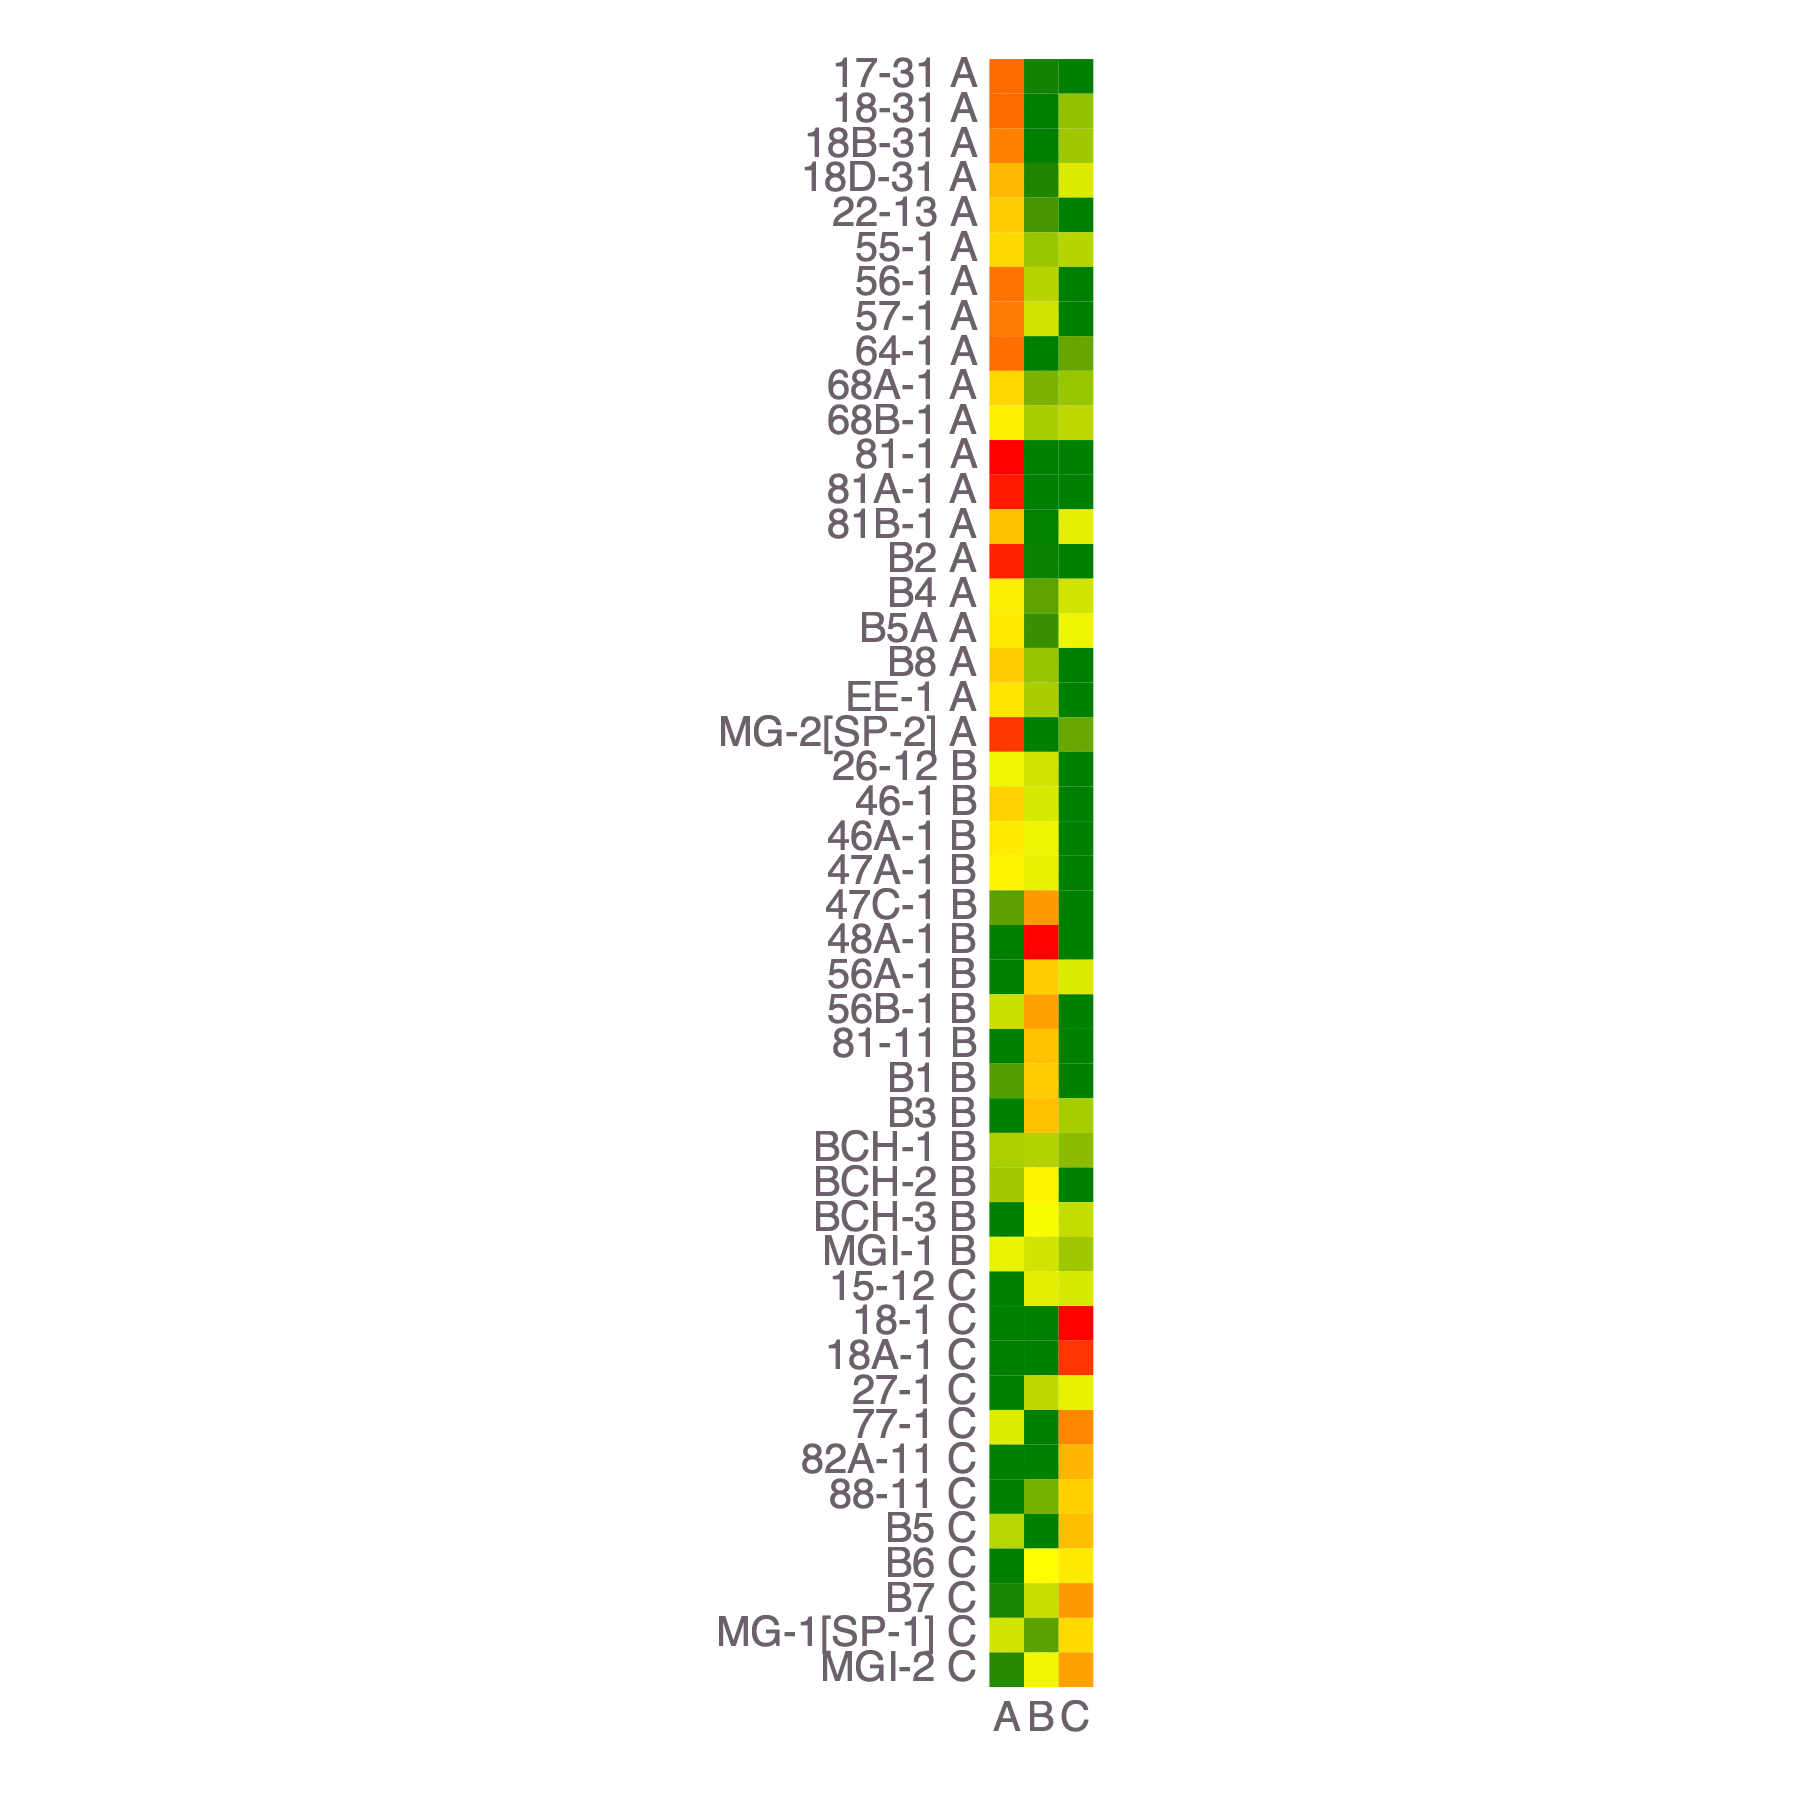 17-31 A
18-31 A
18B-31 A
18D-31 A
22-13 A
55-1 A
56-1 A
57-1 A
64-1 A
68A-1 A
68B-1 A
81-1 A
81A-1 A
81B-1 A
B2 A
B4 A
B5A A
B8 A
EE-1 A
MG-2[SP-2] A
26-12 B
46-1 B
46A-1 B
47A-1 B
47C-1 B
48A-1 B
56A-1 B
56B-1 B
81-11 B
B1 B
B3 B
BCH-1 B
BCH-2 B
BCH-3 B
MGI-1 B
15-12 C
18-1 C
18A-1 C
27-1 C
77-1 C
82A-11 C
88-11 C
B5 C
B6 C
B7 C
MG-1[SP-1] C
MGI-2 C
A B C